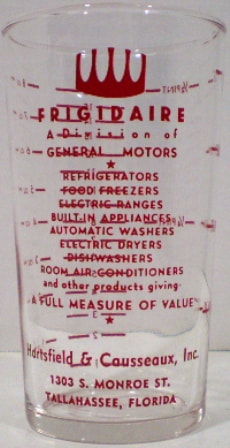 FRIGIDAIRE
A Division of
GENERAL MOTORS
REFRIGERATORS
FOOD FREEZERS
ELECTRIC RANGES
BUILT-IN APPLIANCES
AUTOMATIC WASHERS
ELECTRIC DRYERS
DISHWASHERS
ROOM AIR CONDITIONERS
and other products giving
A FULL MEASURE OF VALUE
Hartsfield & Causseaux, Inc.
1303 S. MONROE ST.
TALLAHASSEE, FLORIDA